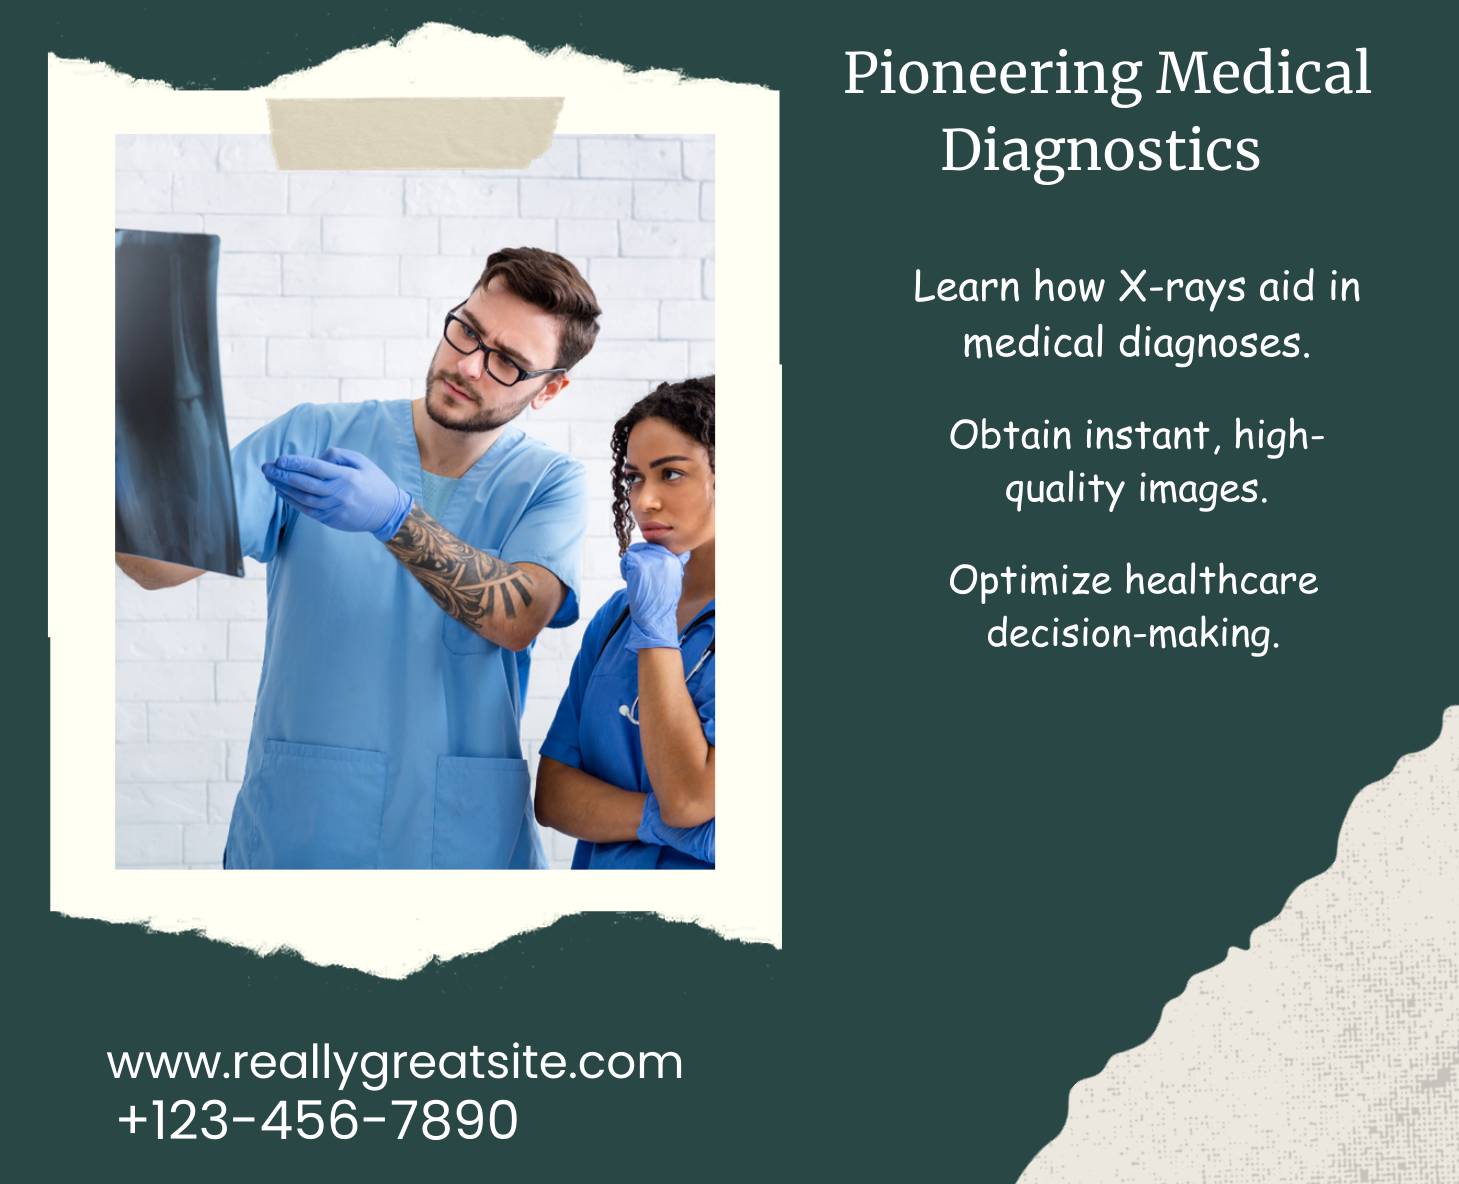 Pioneering Medical
Diagnostics
Learn how X-rays aid in
medical diagnoses.
Obtain instant, high-
quality images.
Optimize healthcare
decision-making.
www.reallygreatsite.com
+123-456-7890